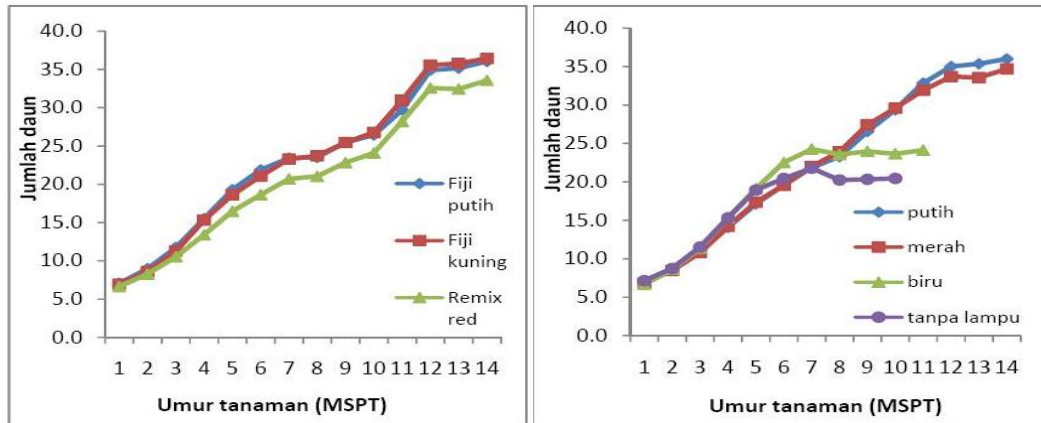 40.0
35.0
30.0
25.0
20.0
15.0
10.0
5.0
0.0
Jumlah daun
1 2 3 4 5 6 7 8 9 10 11 12 13 14
Umur tanaman (MSPT)
Fiji
putih
Fiji
kuning
Remix
red
40.0
35.0
30.0
25.0
20.0
15.0
10.0
5.0
0.0
Jumlah daun
1 2 3 4 5 6 7 8 9 10 11 12 13 14
Umur tanaman (MSPT)
putih
merah
biru
tanpa lampu